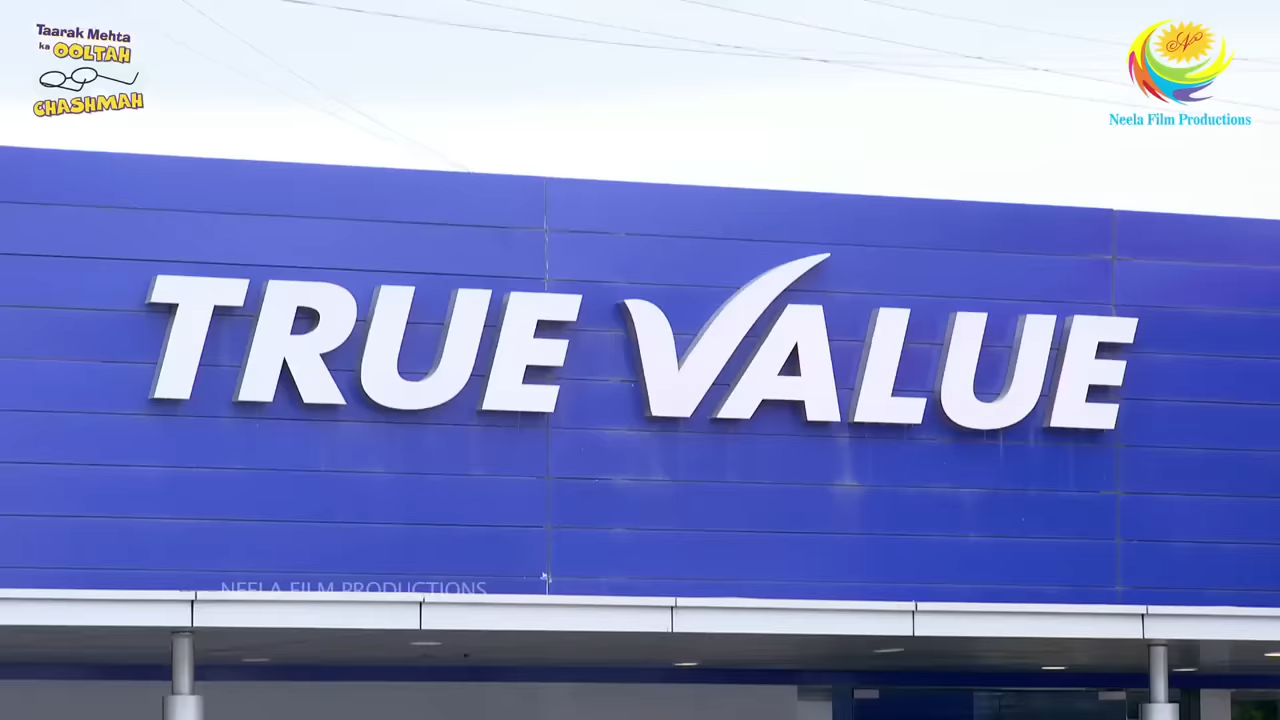 Taarak Mehta
ka OOLTAH
CHASHMAH
Neela Film Productions
TRUE VALUE
NEELA FILM PRODUCTIONS